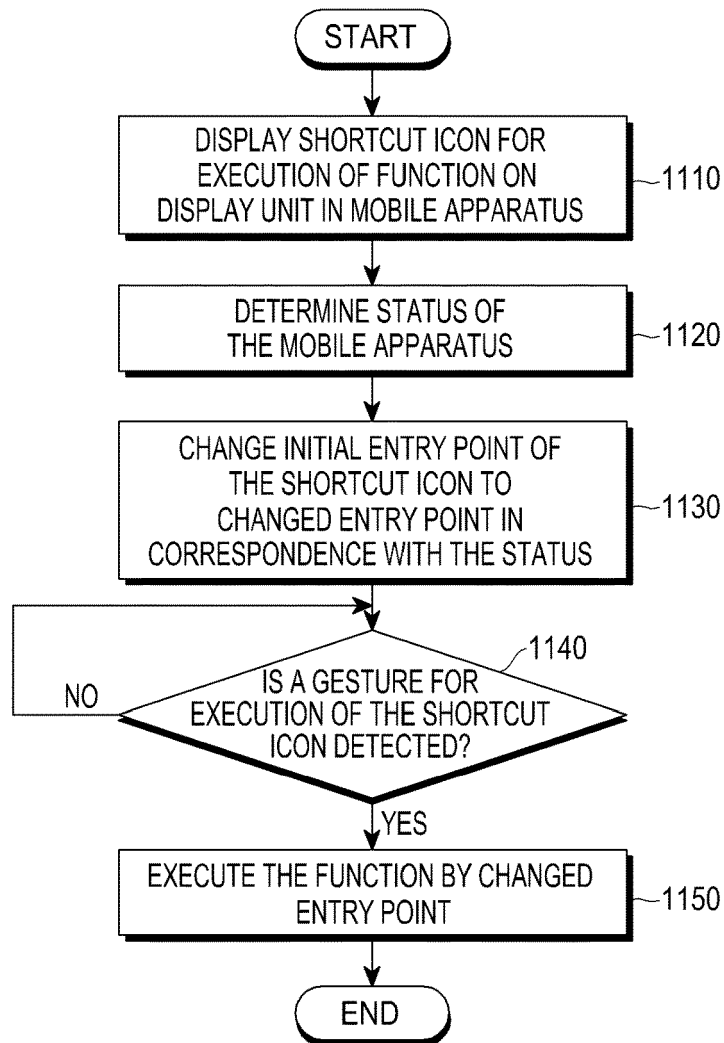 START
DISPLAY SHORTCUT ICON FOR
EXECUTION OF FUNCTION ON
DISPLAY UNIT IN MOBILE APPARATUS
1110
DETERMINE STATUS OF
THE MOBILE APPARATUS
1120
CHANGE INITIAL ENTRY POINT OF
THE SHORTCUT ICON TO
CHANGED ENTRY POINT IN
CORRESPONDENCE WITH THE STATUS
1130
1140
IS A GESTURE FOR
EXECUTION OF THE SHORTCUT
ICON DETECTED?
NO
YES
EXECUTE THE FUNCTION BY CHANGED
ENTRY POINT
1150
END